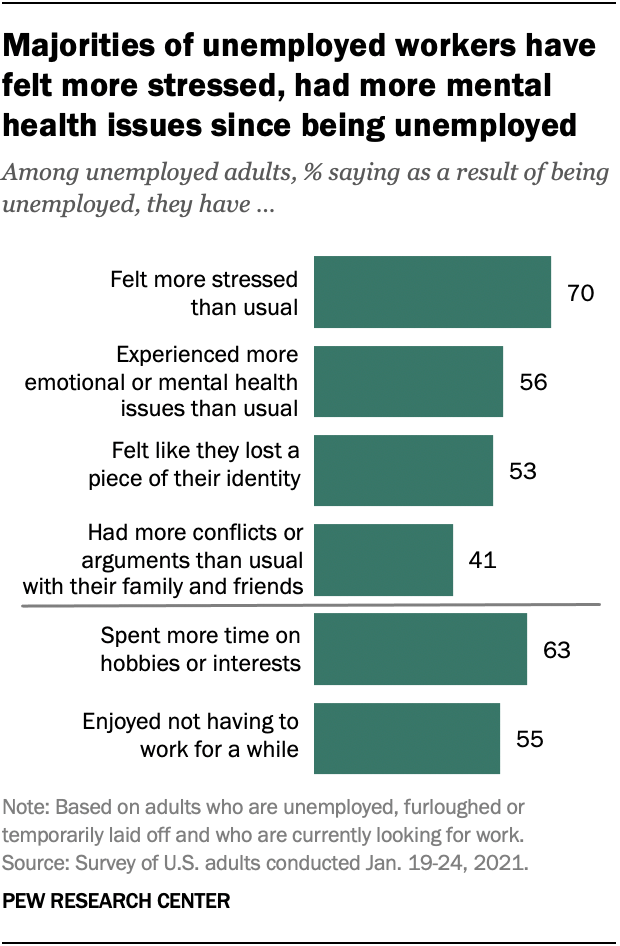 Majorities of unemployed workers have
felt more stressed, had more mental
health issues since being unemployed
Among unemployed adults, % saying as a result of being
unemployed, they have ...
Felt more stressed
than usual
70
Experienced more
emotional or mental health
issues than usual
56
Felt like they lost a
piece of their identity
53
Had more conflicts or
arguments than usual
with their family and friends
41
Spent more time on
hobbies or interests
63
Enjoyed not having to
work for a while
55
Note: Based on adults who are unemployed, furloughed or
temporarily laid off and who are currently looking for work.
Source: Survey of U.S. adults conducted Jan. 19-24, 2021.
PEW RESEARCH CENTER